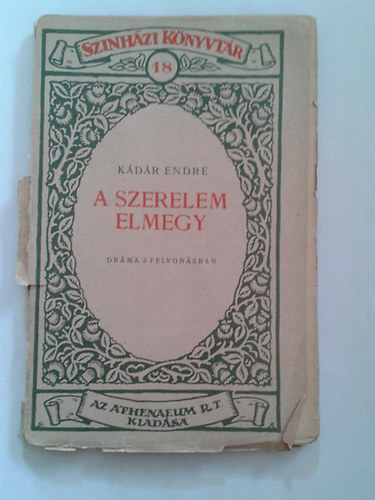 SZINHÁZI KÖNYVTÁR
18
KÁDÁR ENDRE
A SZERELEM
ELMEGY
DRÁMA 3 FELVONÁSBAN
AZ ATHENAEUM R.T.
KIADÁSA